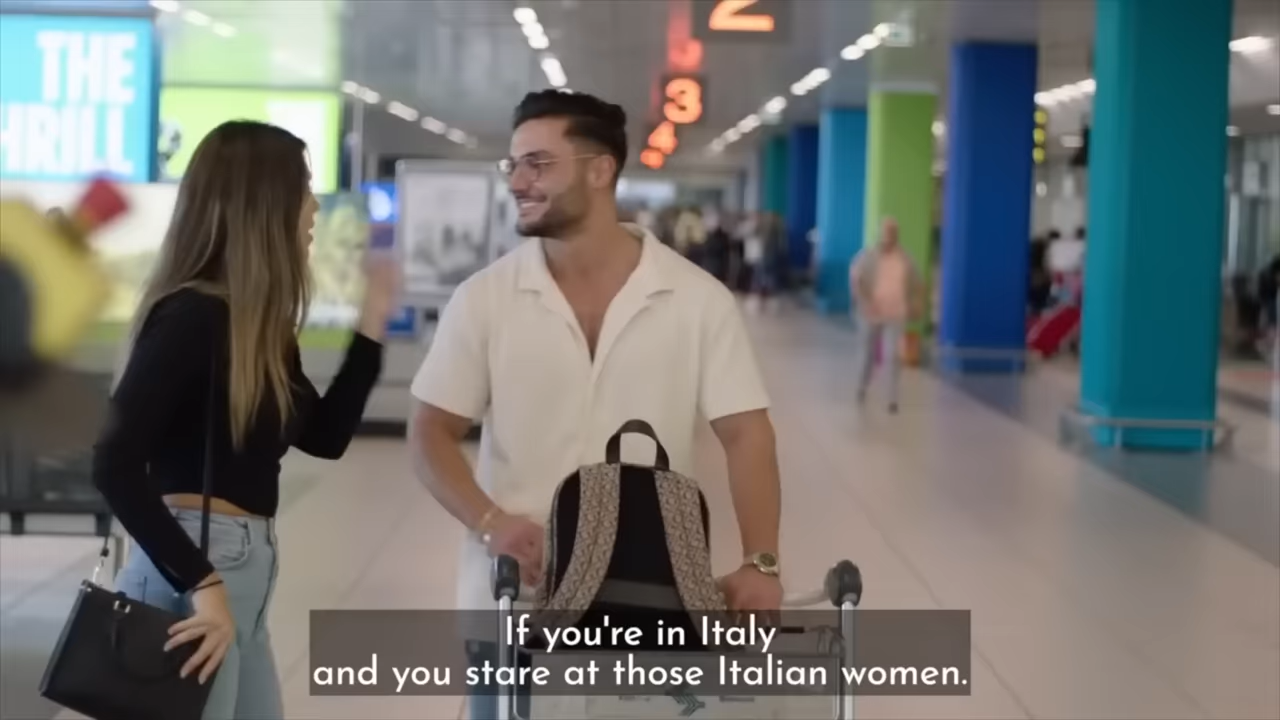 THE
HRILL
2
3
4
If you're in Italy
and you stare at those Italian women.